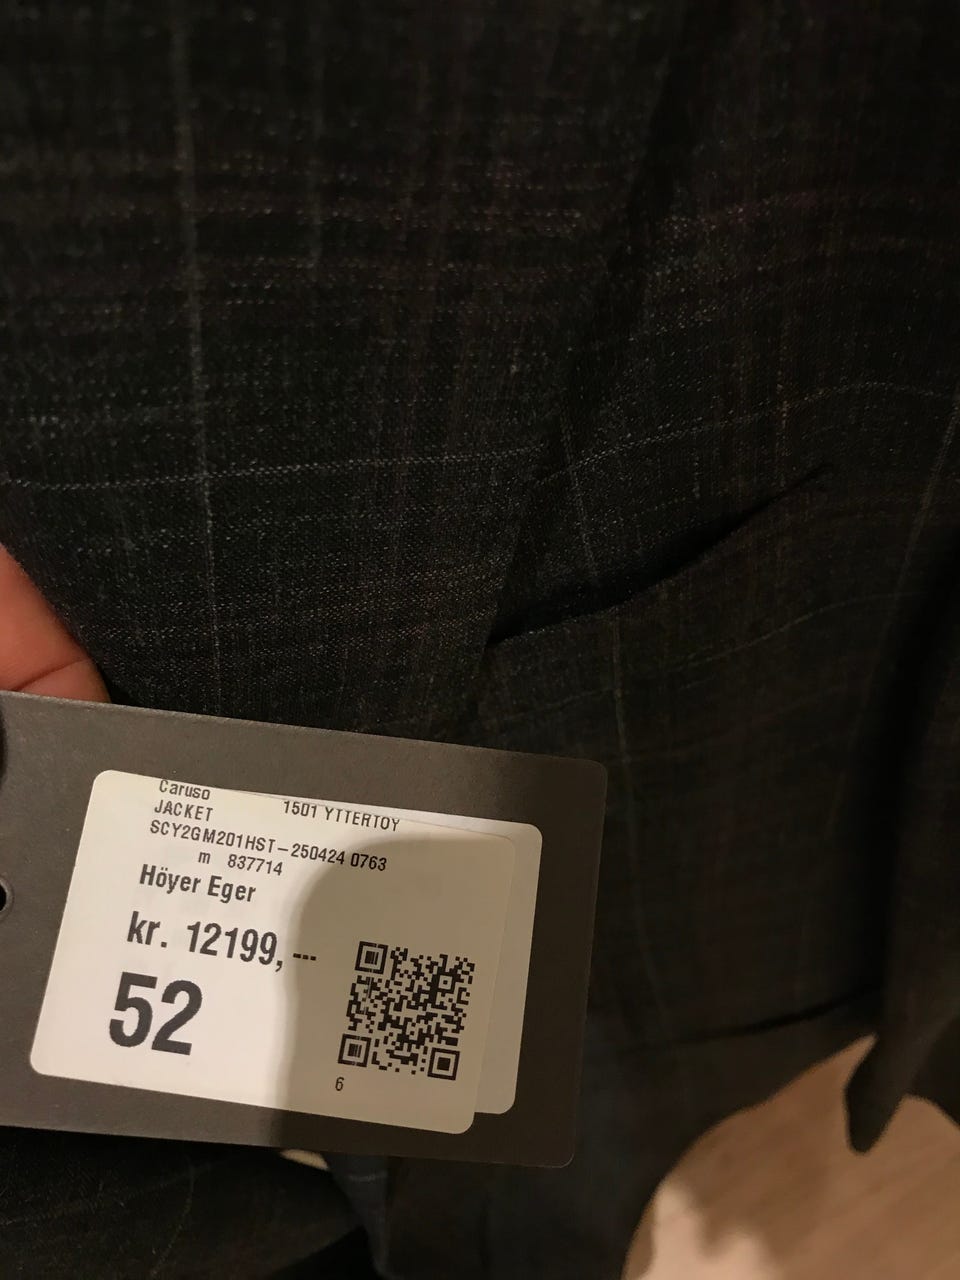 Caruso
JACKET 1501 YTTERTOY
SCY2GM201HST-250424 0763
m 837714
Höyer Eger
kr. 12199,---
52
6